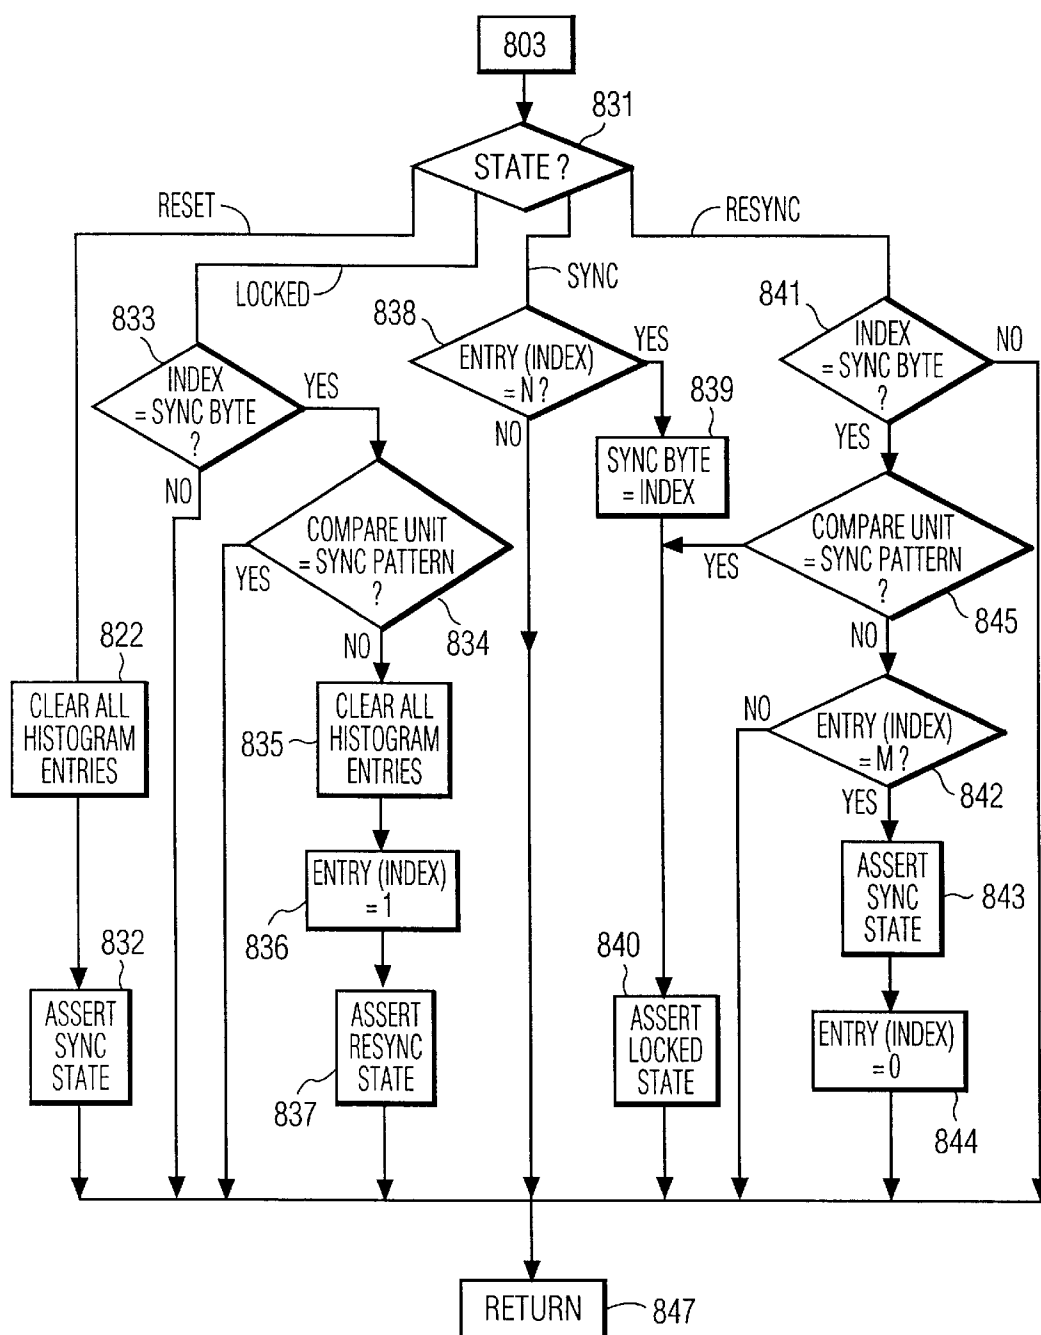 803
831
STATE ?
RESET
RESYNC
LOCKED
SYNC
833
838
841
INDEX
= SYNC BYTE
?
YES
NO
ENTRY (INDEX)
= N ?
YES
NO
839
SYNC BYTE
= INDEX
INDEX
= SYNC BYTE
?
NO
YES
COMPARE UNIT
= SYNC PATTERN
?
YES
NO
834
COMPARE UNIT
= SYNC PATTERN
?
YES
NO
845
822
CLEAR ALL
HISTOGRAM
ENTRIES
835
CLEAR ALL
HISTOGRAM
ENTRIES
NO
ENTRY (INDEX)
= M ?
YES
842
ENTRY (INDEX)
= 1
836
ASSERT
SYNC
STATE
843
832
ASSERT
SYNC
STATE
ASSERT
RESYNC
STATE
837
840
ASSERT
LOCKED
STATE
ENTRY (INDEX)
= 0
844
RETURN
847